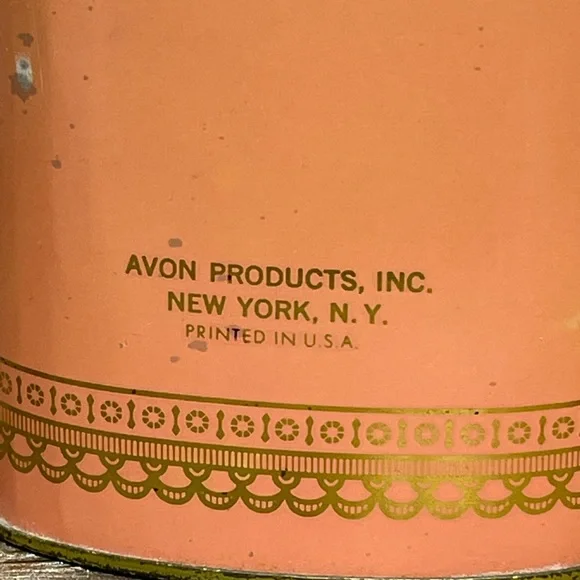 AVON PRODUCTS, INC.
NEW YORK, N.Y.
PRINTED IN U.S.A.